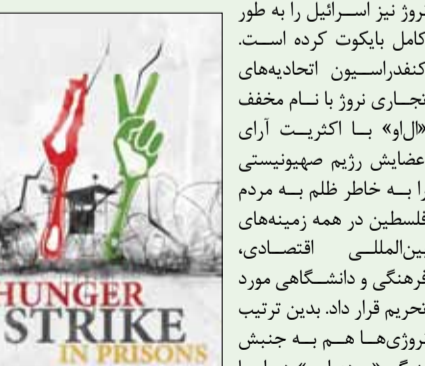 نروژ نیز اسرائیل را به طور
کامل بایکوت کرده است.
کنفدراسیون اتحادیه‌های
تجاری نروژ با نام مخفف
«ال‌او» با اکثریت آرای
عضایش رژیم صهیونیستی
را به خاطر ظلم به مردم
فلسطین در همه زمینه‌های
بین‌المللی اقتصادی،
فرهنگی و دانشگاهی مورد
تحریم قرار داد. بدین ترتیب
نروژی‌ها هم به جنبش
HUNGER
STRIKE
IN PRISONS